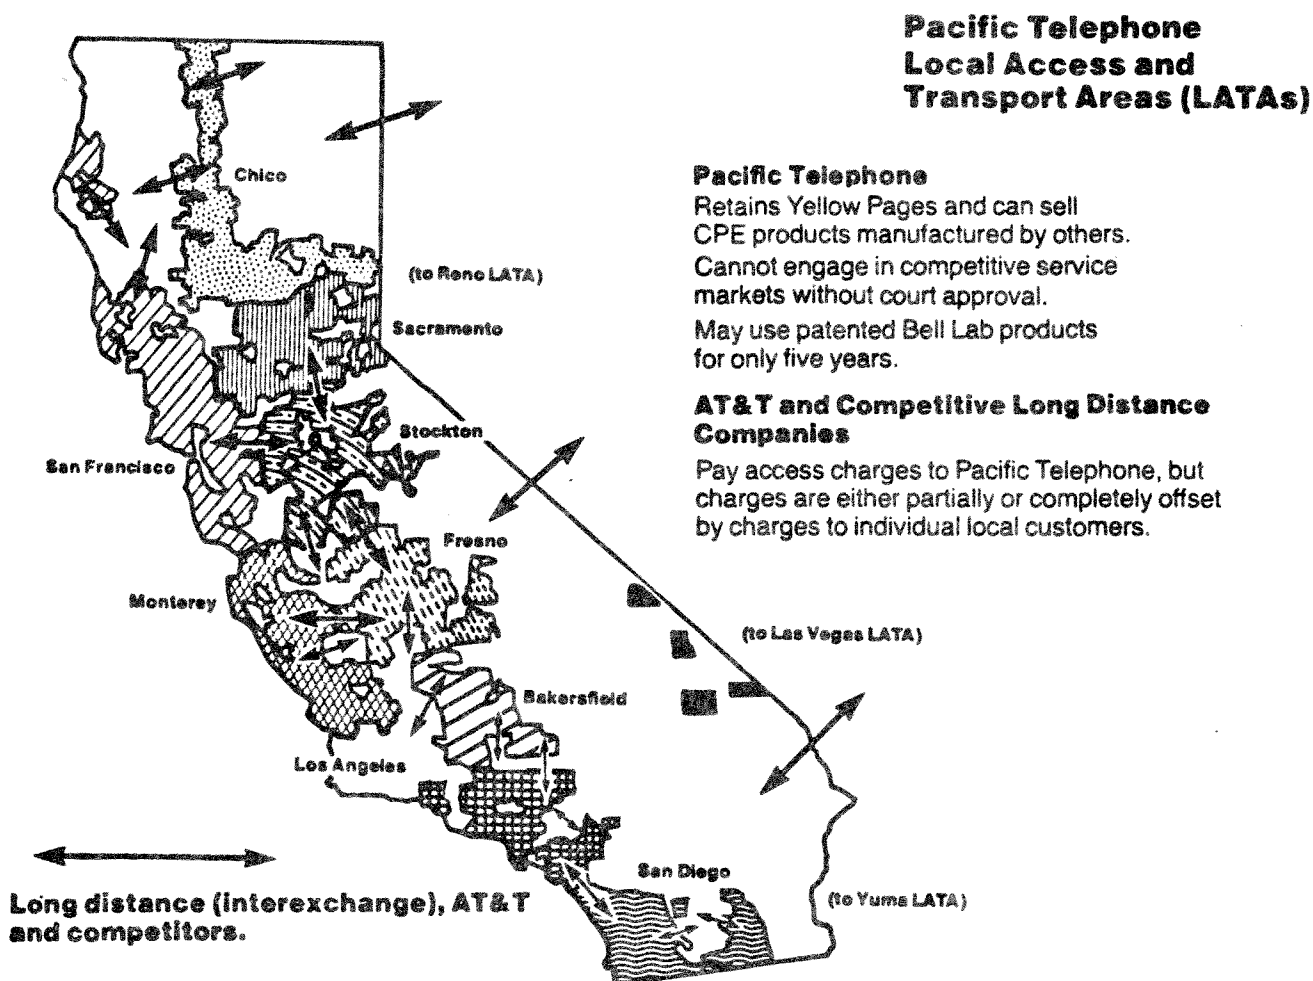 Pacific Telephone
Local Access and
Transport Areas (LATAs)
Pacific Telephone
Retains Yellow Pages and can sell
CPE products manufactured by others.
Cannot engage in competitive service
markets without court approval.
May use patented Bell Lab products
for only five years.
AT&T and Competitive Long Distance
Companies
Pay access charges to Pacific Telephone, but
charges are either partially or completely offset
by charges to individual local customers.
Chico
(to Reno LATA)
Sacramento
Stockton
San Francisco
Fresno
Monterey
(to Las Vegas LATA)
Bakersfield
Los Angeles
San Diego
(to Yuma LATA)
Long distance (interexchange), AT&T
and competitors.